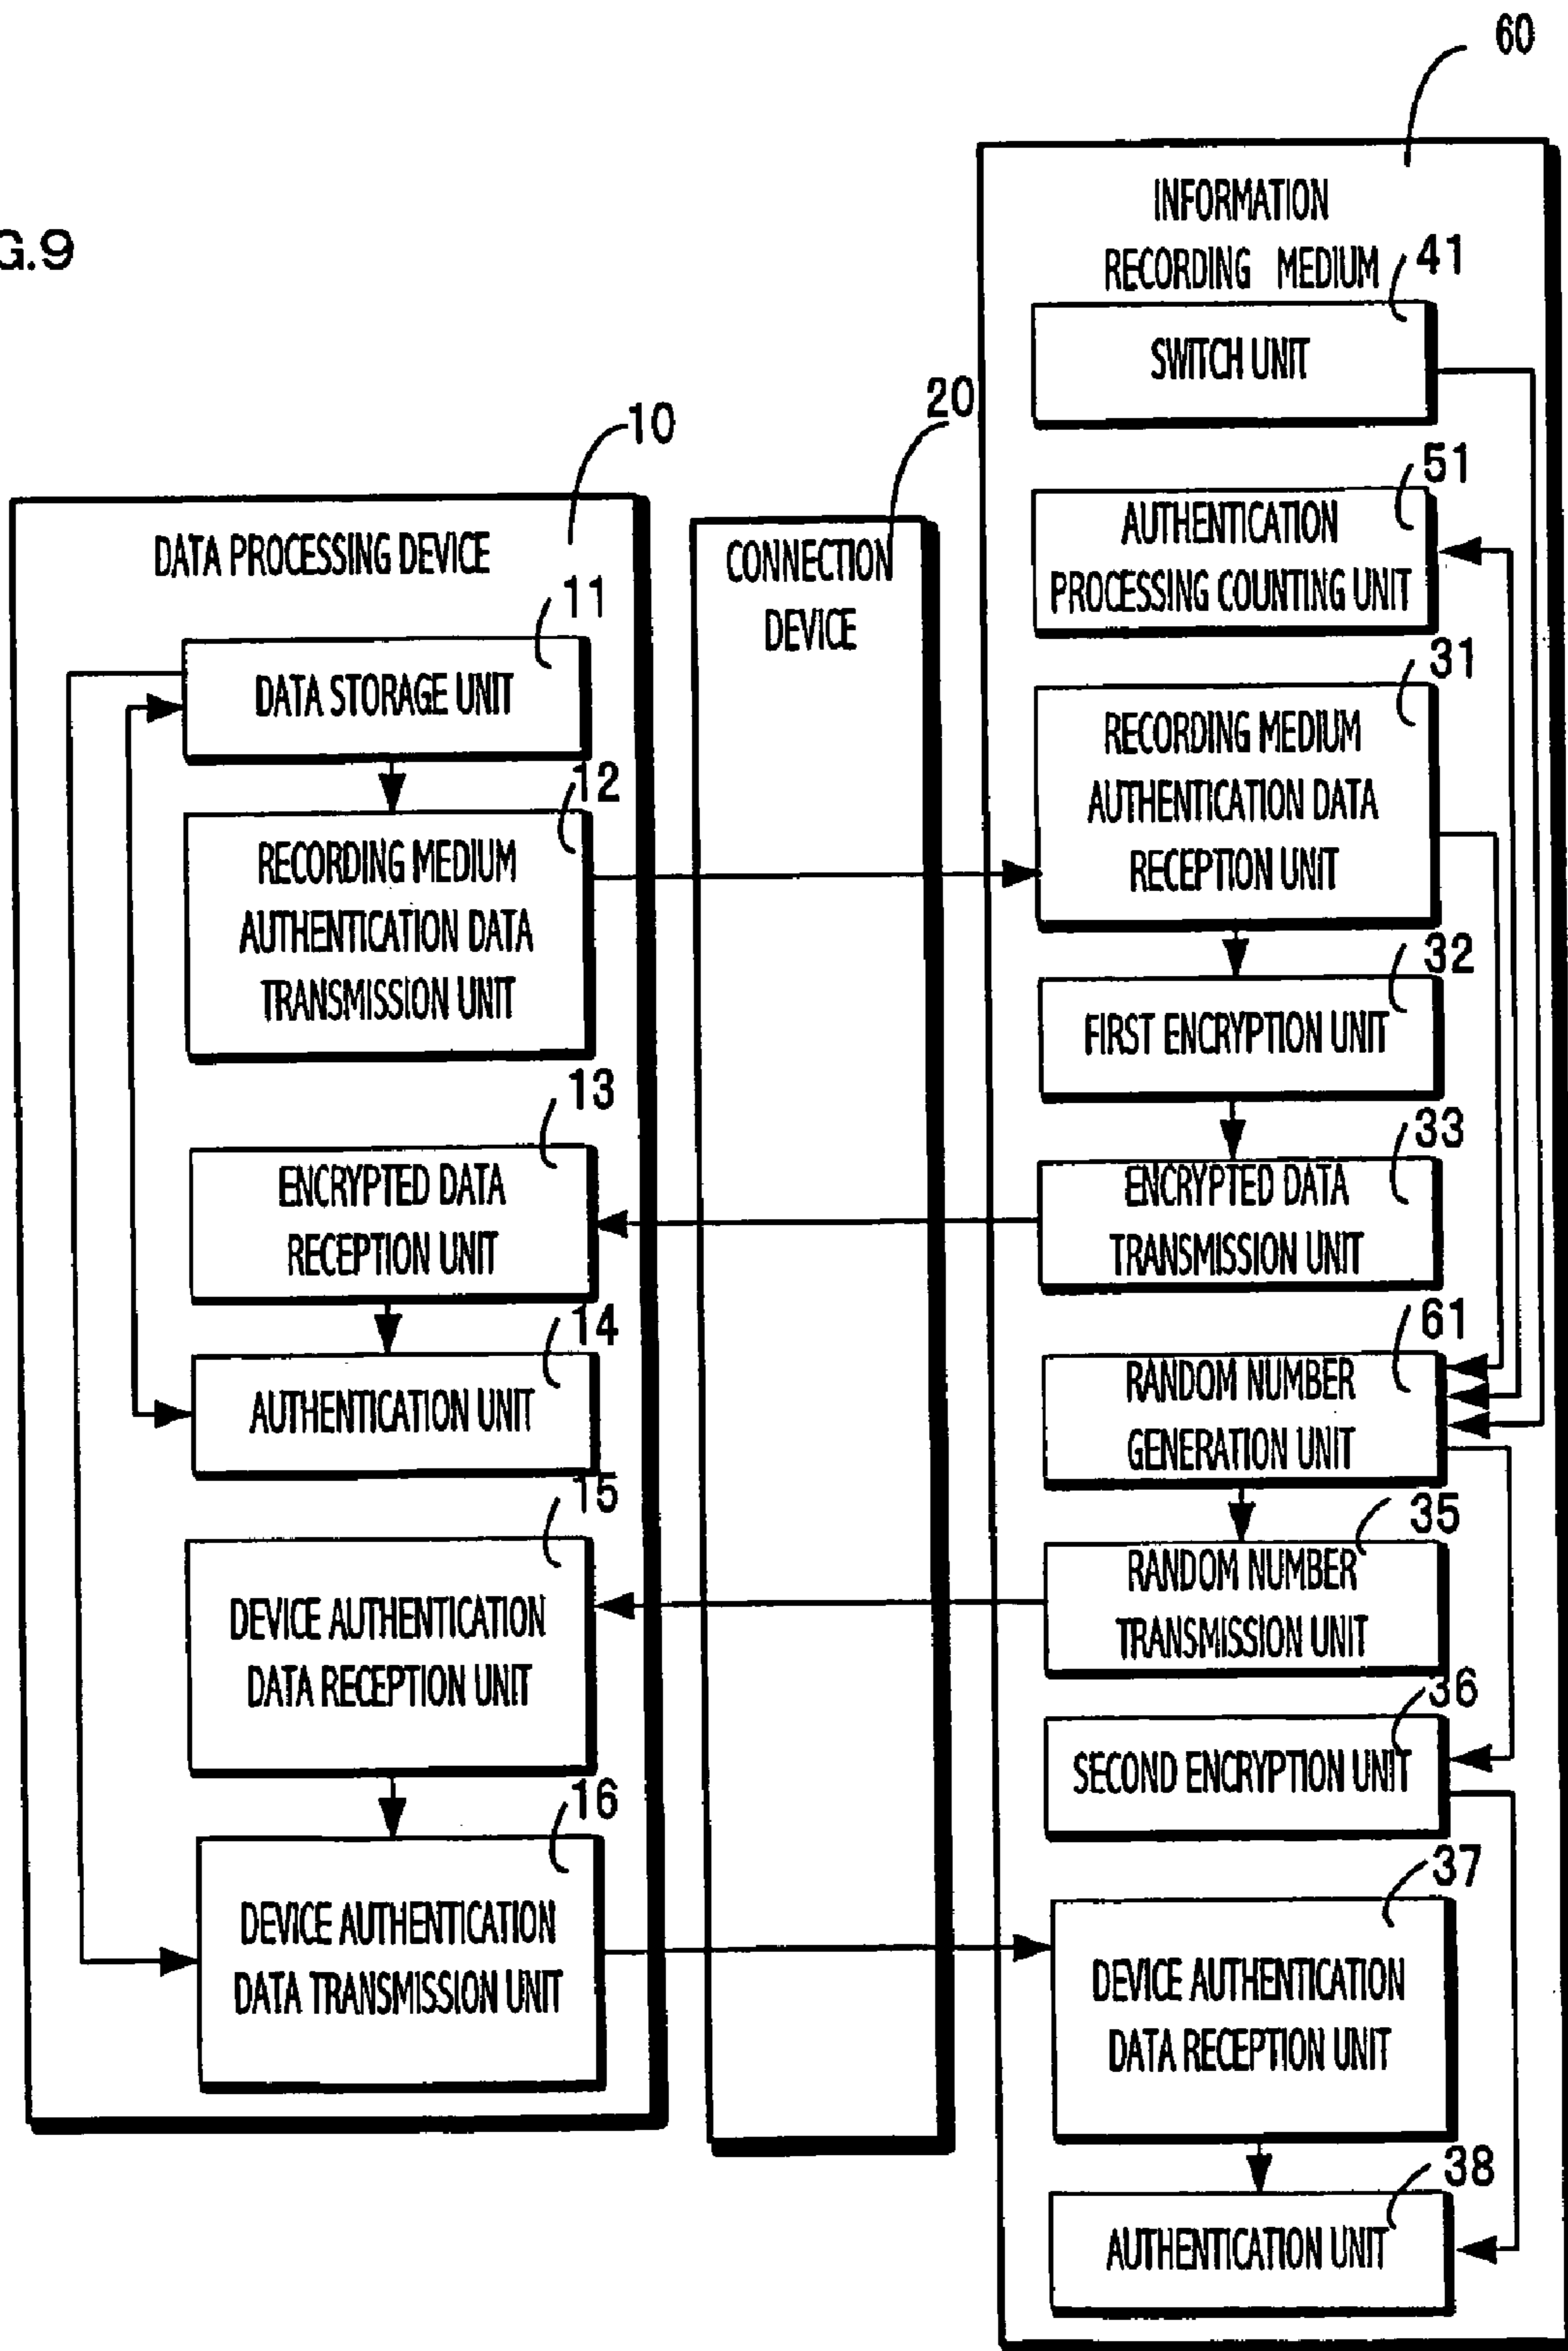 60
G.9
INFORMATION
RECORDING MEDIUM
41
SWITCH UNIT
10
20
51
AUTHENTICATION
PROCESSING COUNTING UNIT
DATA PROCESSING DEVICE
CONNECTION
DEVICE
11
DATA STORAGE UNIT
31
RECORDING MEDIUM
AUTHENTICATION DATA
RECEPTION UNIT
12
RECORDING MEDIUM
AUTHENTICATION DATA
TRANSMISSION UNIT
32
FIRST ENCRYPTION UNIT
13
ENCRYPTED DATA
RECEPTION UNIT
33
ENCRYPTED DATA
TRANSMISSION UNIT
14
AUTHENTICATION UNIT
61
RANDOM NUMBER
GENERATION UNIT
15
DEVICE AUTHENTICATION
DATA RECEPTION UNIT
35
RANDOM NUMBER
TRANSMISSION UNIT
36
SECOND ENCRYPTION UNIT
16
DEVICE AUTHENTICATION
DATA TRANSMISSION UNIT
37
DEVICE AUTHENTICATION
DATA RECEPTION UNIT
38
AUTHENTICATION UNIT